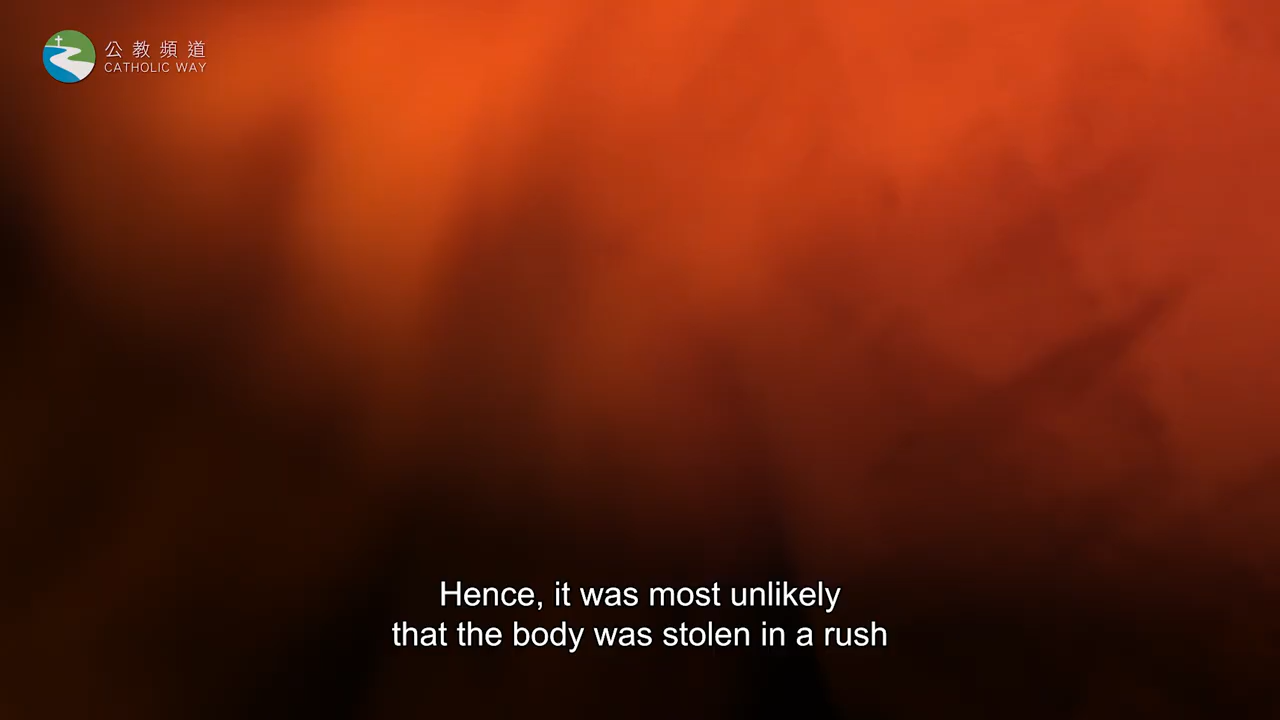 公教頻道
CATHOLIC WAY
Hence, it was most unlikely
that the body was stolen in a rush